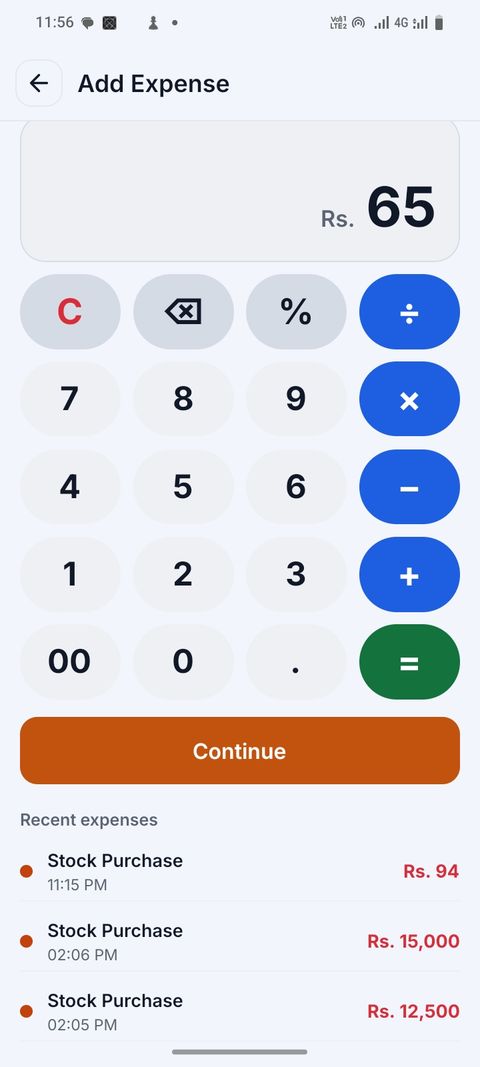 11:56 Vo)) 1 LTE2 4G
Add Expense
Rs. 65
C % ÷
7 8 9 ×
4 5 6 −
1 2 3 +
00 0 . =
Continue
Recent expenses
Stock Purchase Rs. 94
11:15 PM
Stock Purchase Rs. 15,000
02:06 PM
Stock Purchase Rs. 12,500
02:05 PM